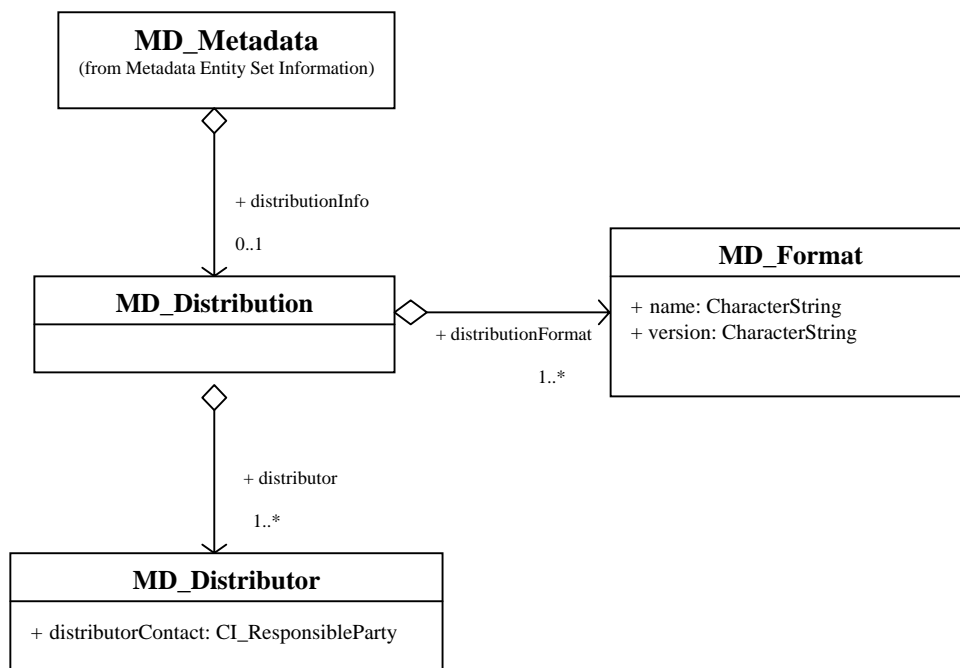 MD_Metadata
(from Metadata Entity Set Information)
+ distributionInfo
0..1
MD_Distribution
+ distributionFormat
1..*
MD_Format
+ name: CharacterString
+ version: CharacterString
+ distributor
1..*
MD_Distributor
+ distributorContact: CI_ResponsibleParty